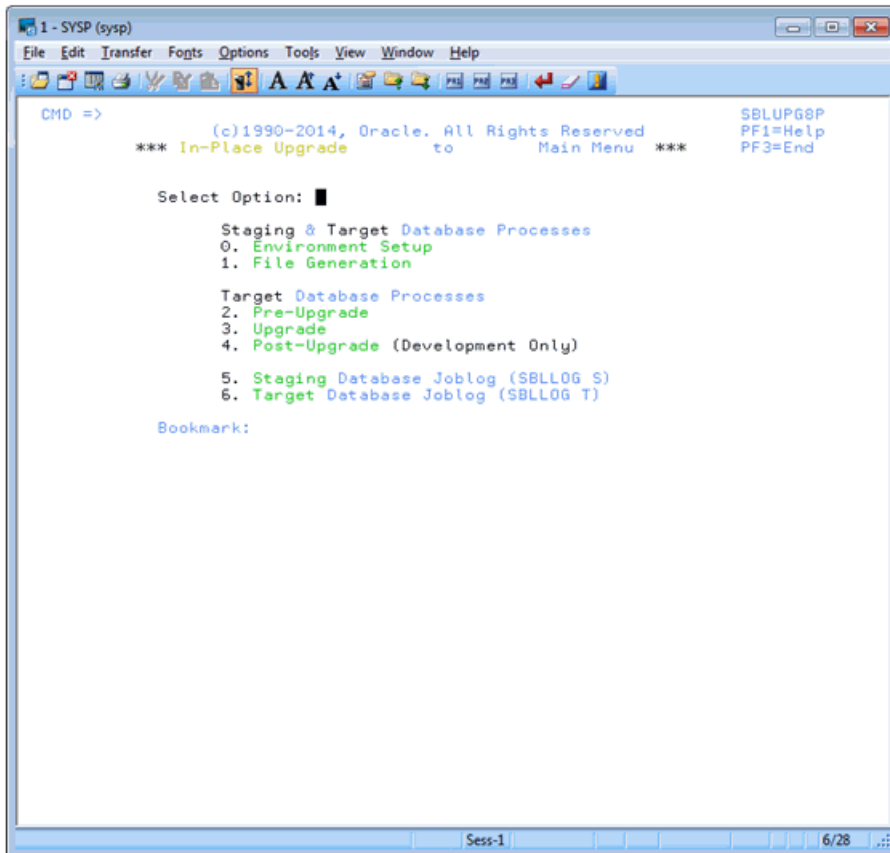 1 - SYSP (sysp)
File Edit Transfer Fonts Options Tools View Window Help
PA1 PA2 PA3
CMD => SBLUPG8P
(c)1990-2014, Oracle. All Rights Reserved PF1=Help
*** In-Place Upgrade to Main Menu *** PF3=End
Select Option:
Staging & Target Database Processes
0. Environment Setup
1. File Generation
Target Database Processes
2. Pre-Upgrade
3. Upgrade
4. Post-Upgrade (Development Only)
5. Staging Database Joblog (SBLLOG S)
6. Target Database Joblog (SBLLOG T)
Bookmark:
Sess-1 6/28